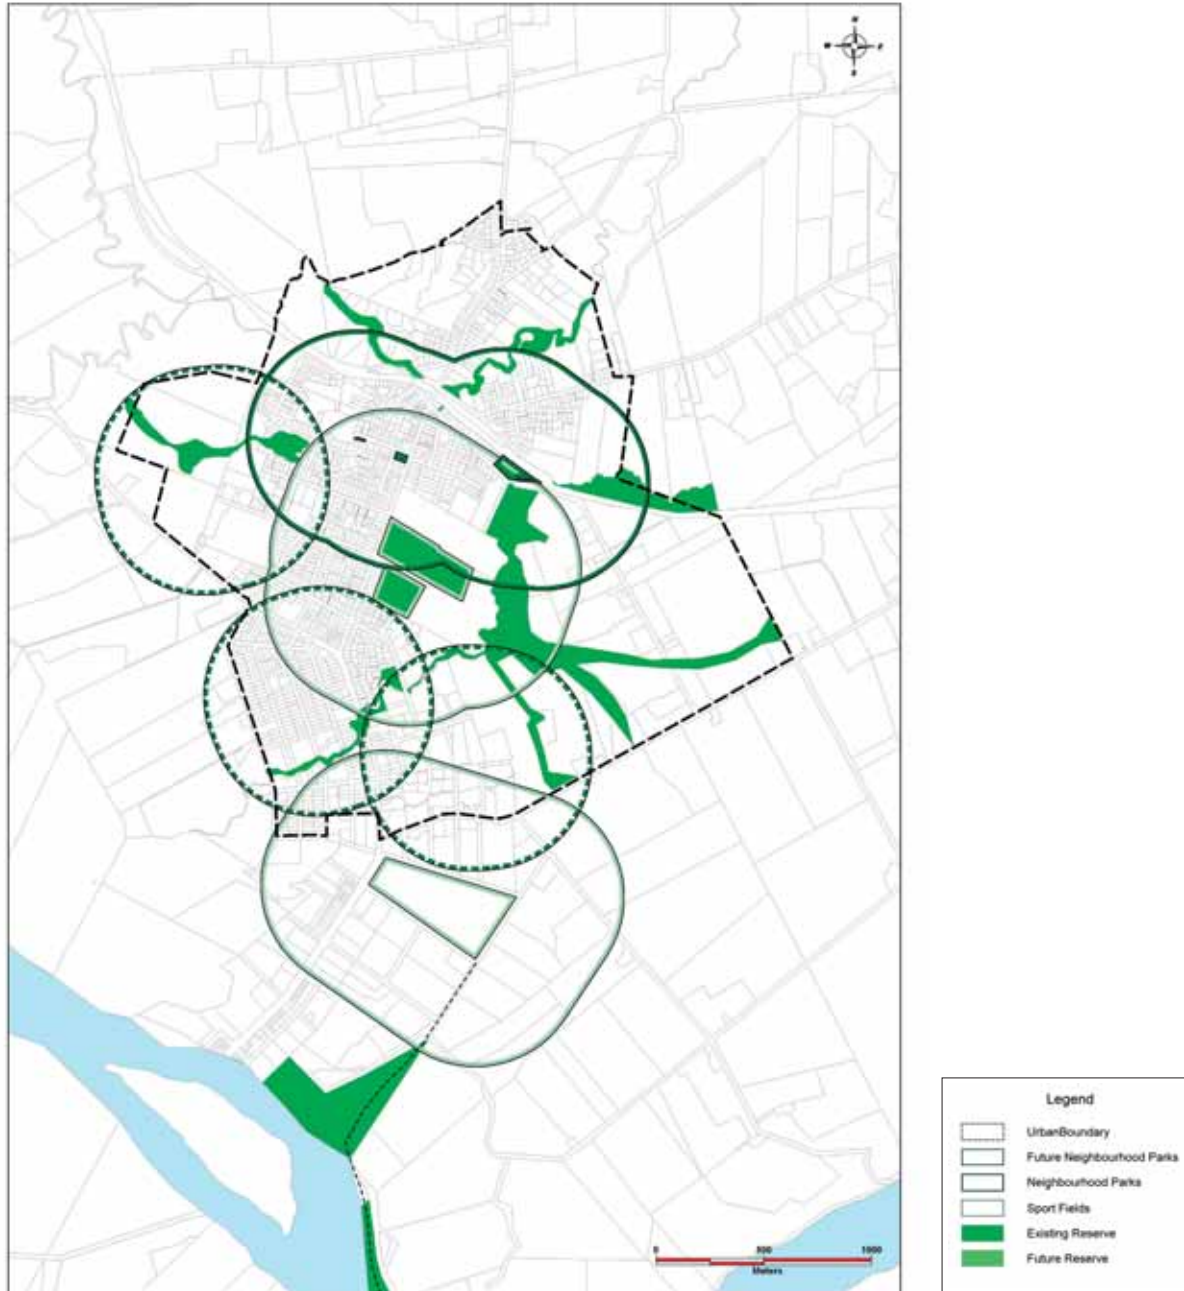 N
W E
S
0 500 1000
Meters
Legend
UrbanBoundary
Future Neighbourhood Parks
Neighbourhood Parks
Sport Fields
Existing Reserve
Future Reserve